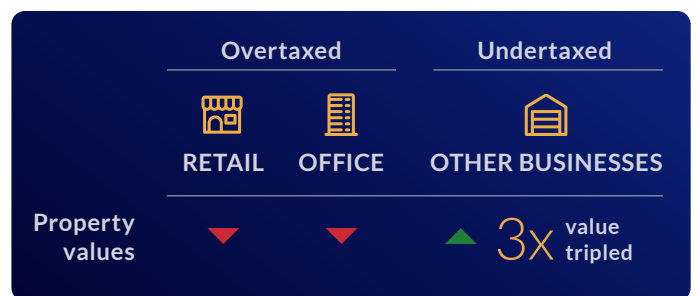 Overtaxed
Undertaxed
RETAIL
OFFICE
OTHER BUSINESSES
Property
values
3x
value
tripled